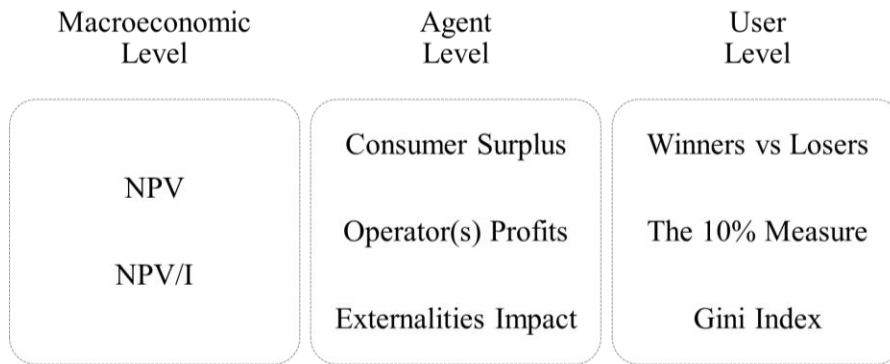 Macroeconomic
Level
NPV
NPV/I
Agent
Level
Consumer Surplus
Operator(s) Profits
Externalities Impact
User
Level
Winners vs Losers
The 10% Measure
Gini Index